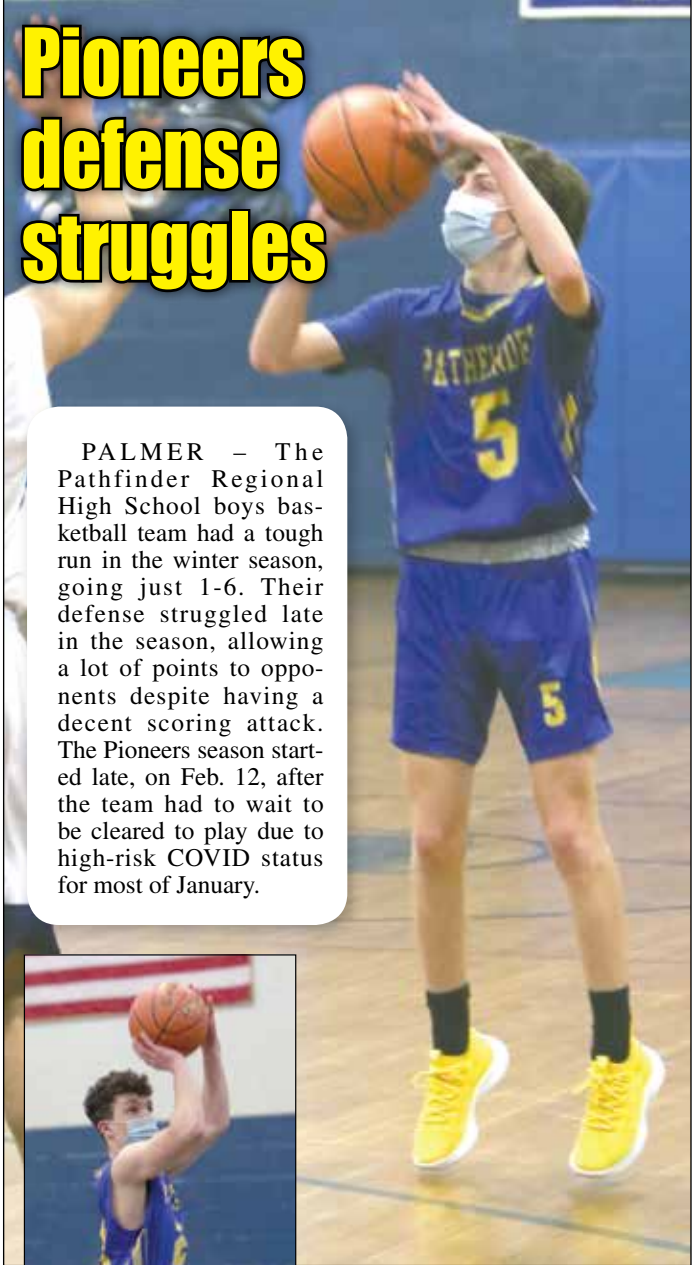 Pioneers
defense
struggles
PALMER – The
Pathfinder Regional
High School boys bas-
ketball team had a tough
run in the winter season,
going just 1-6. Their
defense struggled late
in the season, allowing
a lot of points to oppo-
nents despite having a
decent scoring attack.
The Pioneers season start-
ed late, on Feb. 12, after
the team had to wait to
be cleared to play due to
high-risk COVID status
for most of January.
5
5